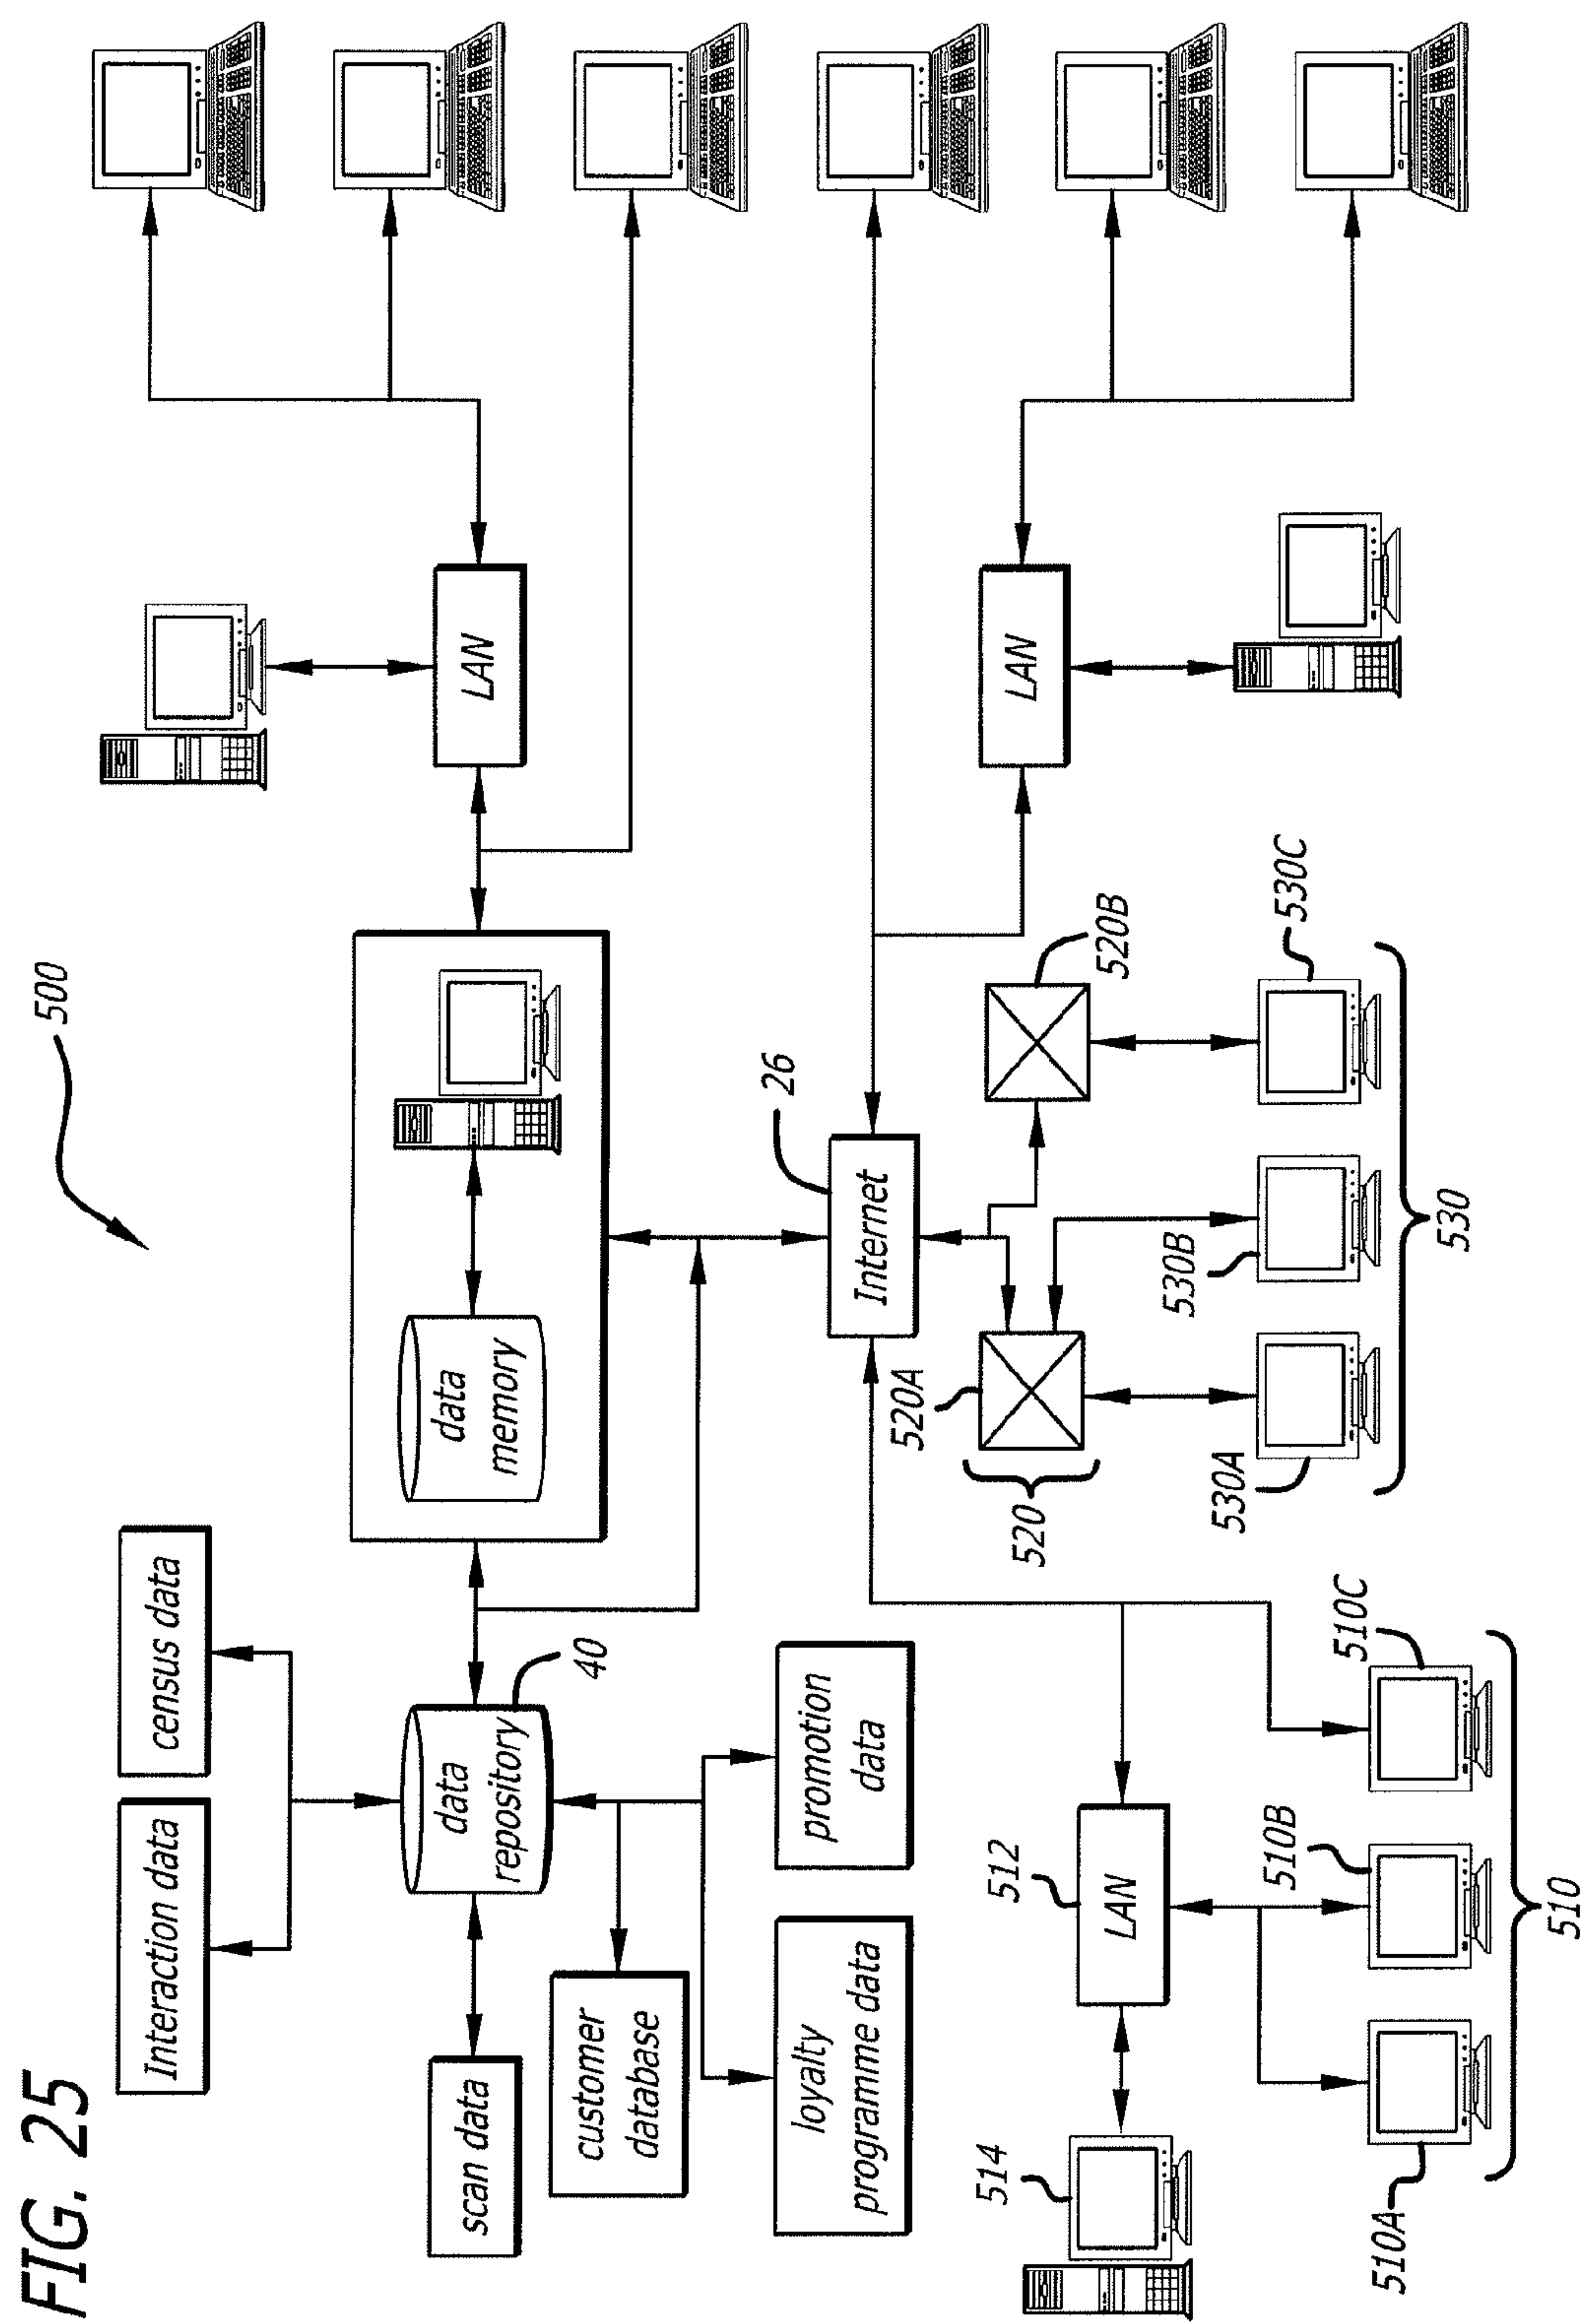 FIG. 25
500
Interaction data
census data
scan data
data
repository
40
data
memory
LAN
customer
database
loyalty
programme data
promotion
data
26
Internet
LAN
520A
520
520B
514
512
LAN
530A
530B
530C
530
510A
510B
510C
510